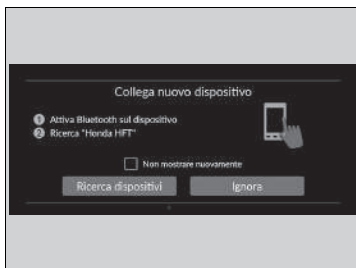 Collega nuovo dispositivo
1 Attiva Bluetooth sul dispositivo
2 Ricerca "Honda HFT"
Non mostrare nuovamente
Ricerca dispositivi
Ignora